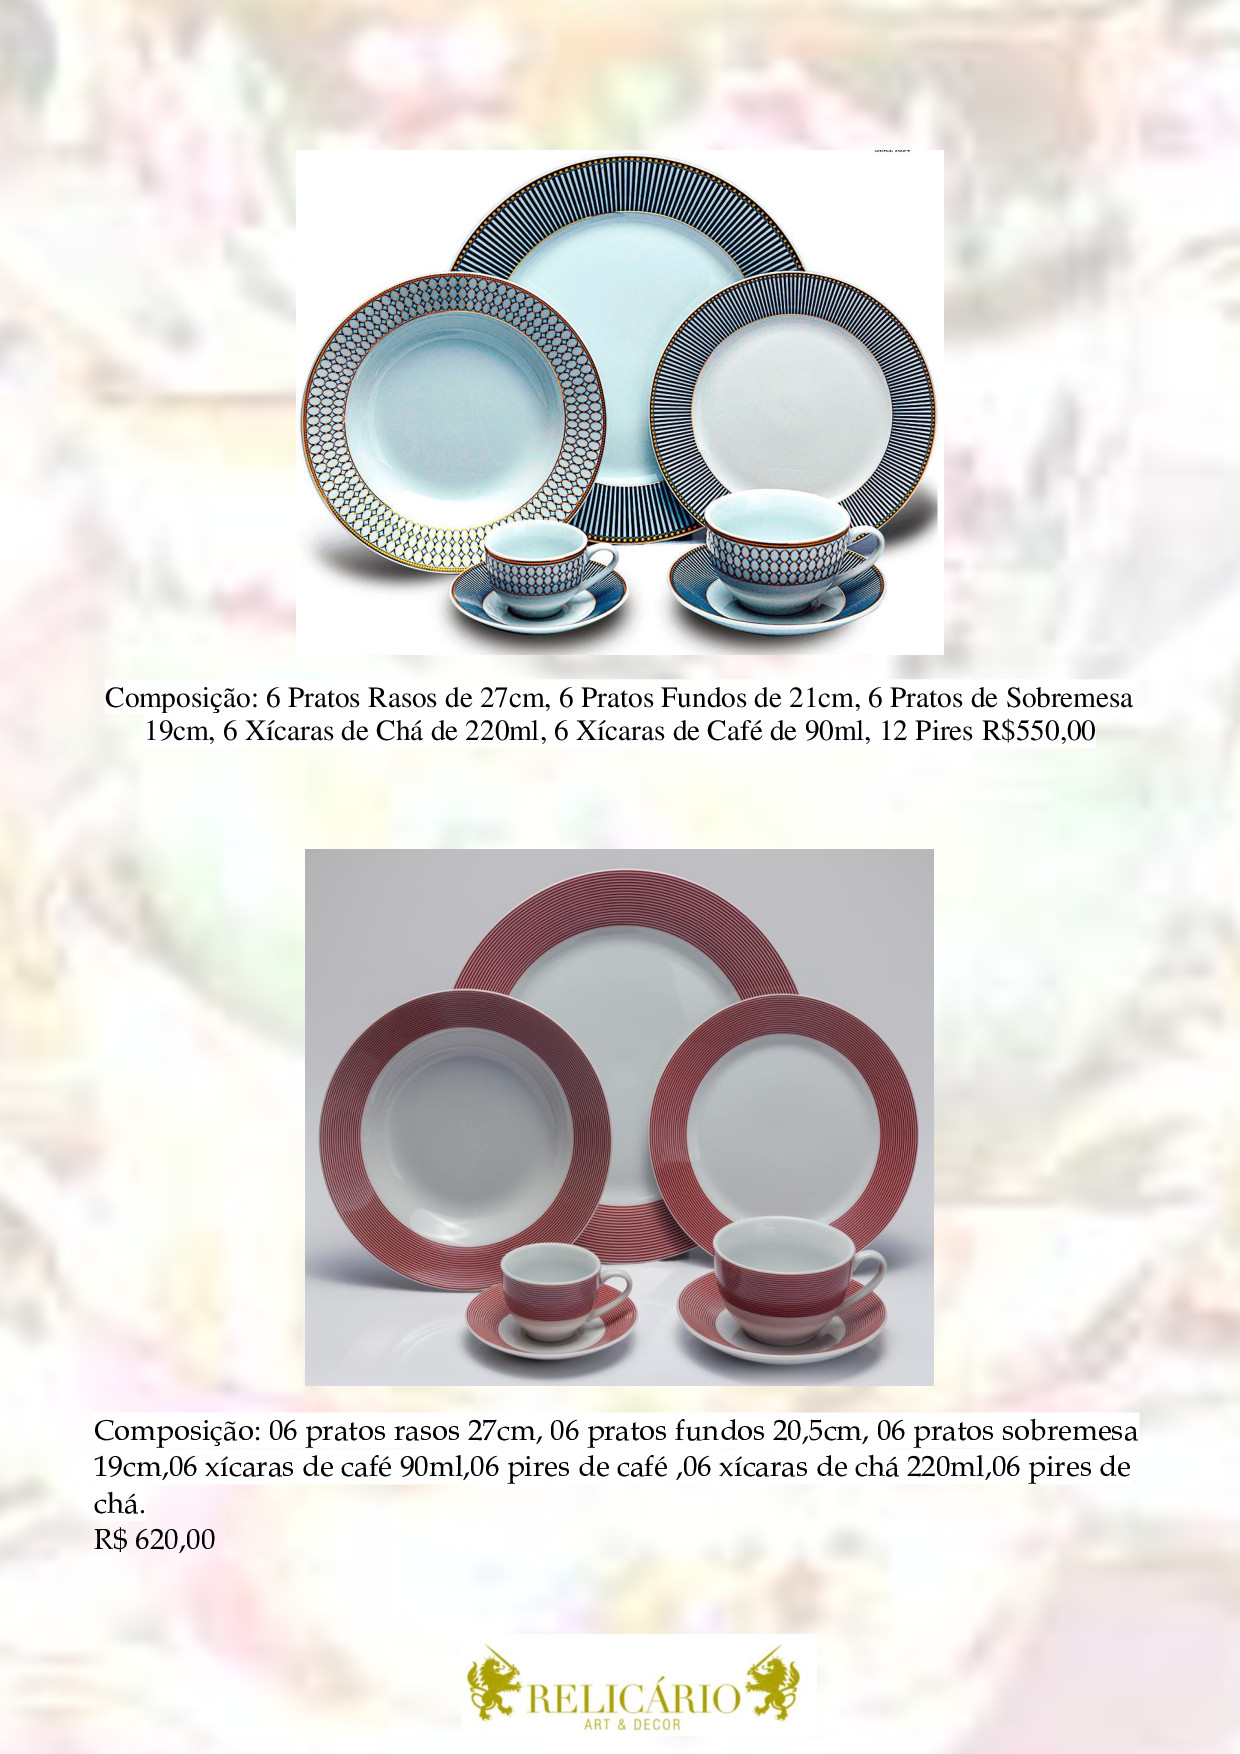 Composição: 6 Pratos Rasos de 27cm, 6 Pratos Fundos de 21cm, 6 Pratos de Sobremesa
19cm, 6 Xícaras de Chá de 220ml, 6 Xícaras de Café de 90ml, 12 Pires R$550,00
Composição: 06 pratos rasos 27cm, 06 pratos fundos 20,5cm, 06 pratos sobremesa
19cm,06 xícaras de café 90ml,06 pires de café ,06 xícaras de chá 220ml,06 pires de
chá.
R$ 620,00
RELICÁRIO
ART & DECOR